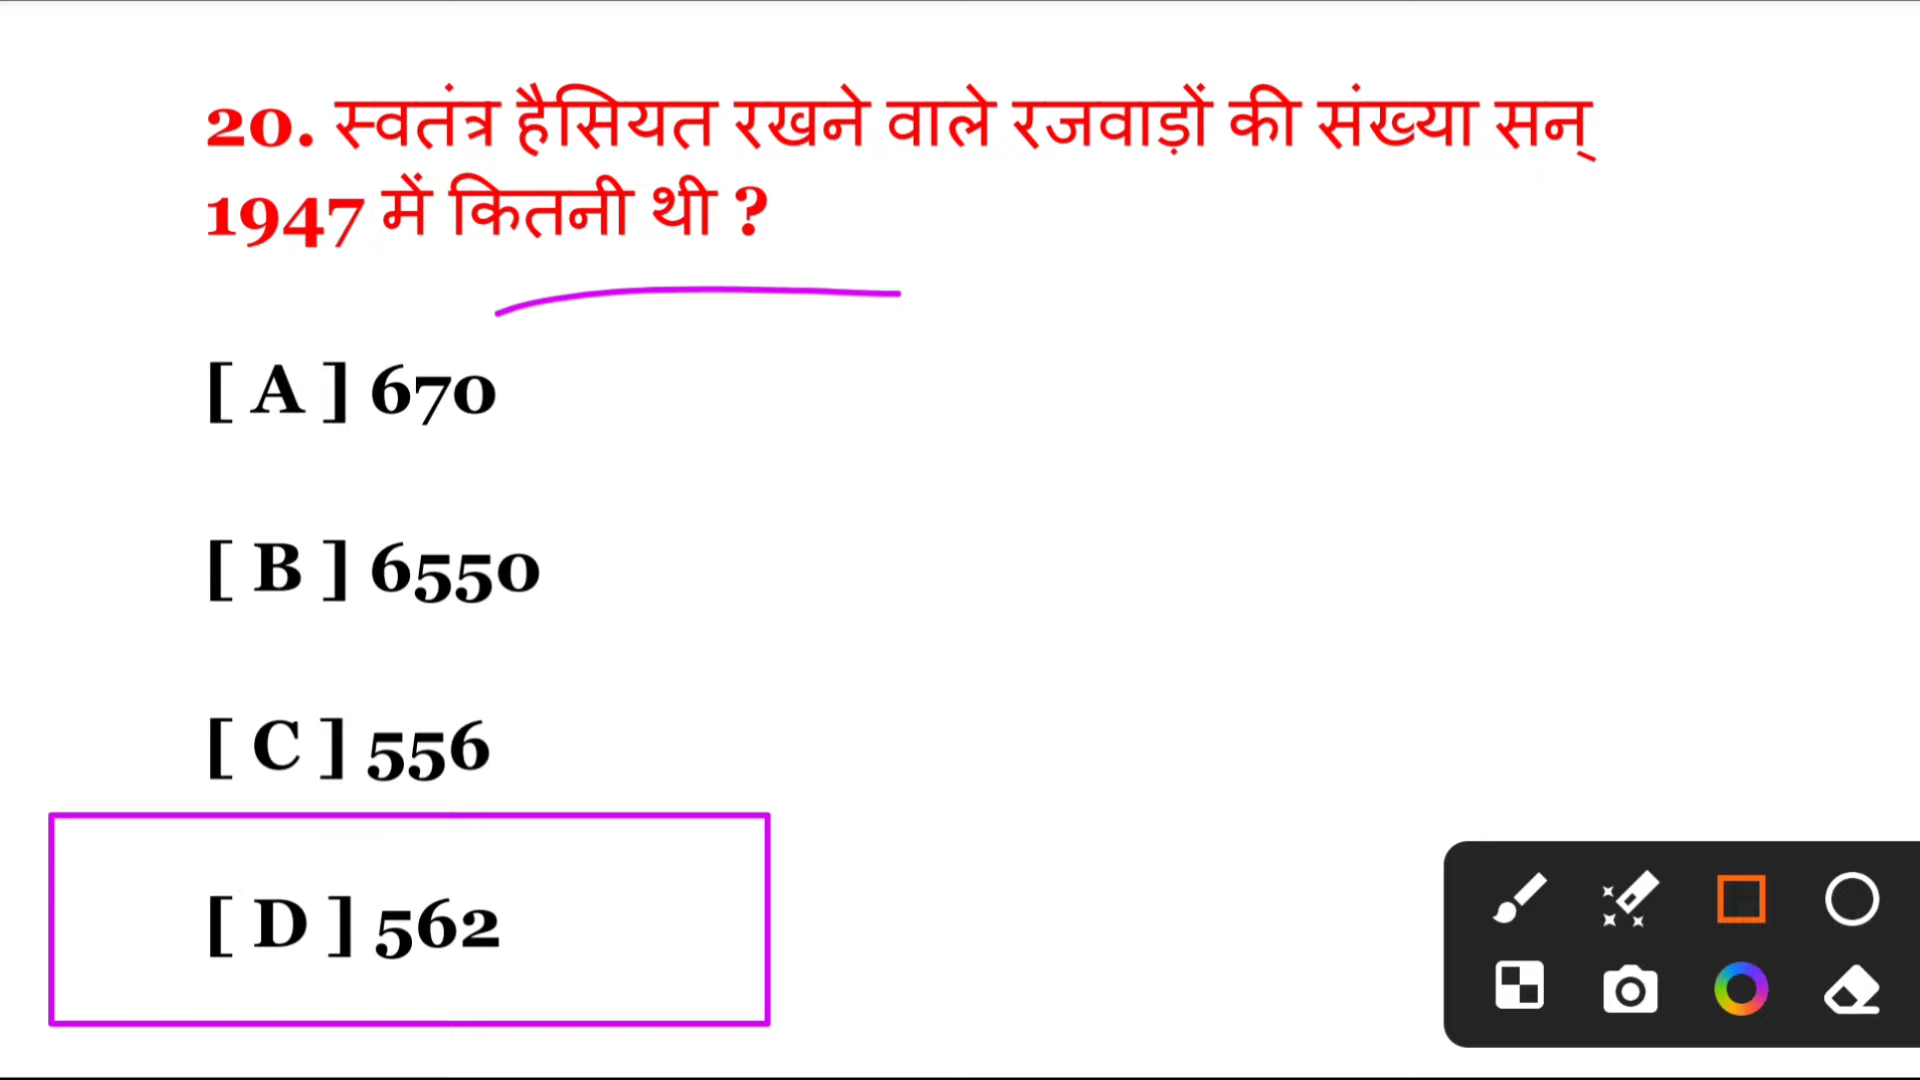 20. स्वतंत्र हैसियत रखने वाले रजवाड़ों की संख्या सन्
1947 में कितनी थी ?
[ A ] 670
[ B ] 6550
[ C ] 556
[ D ] 562